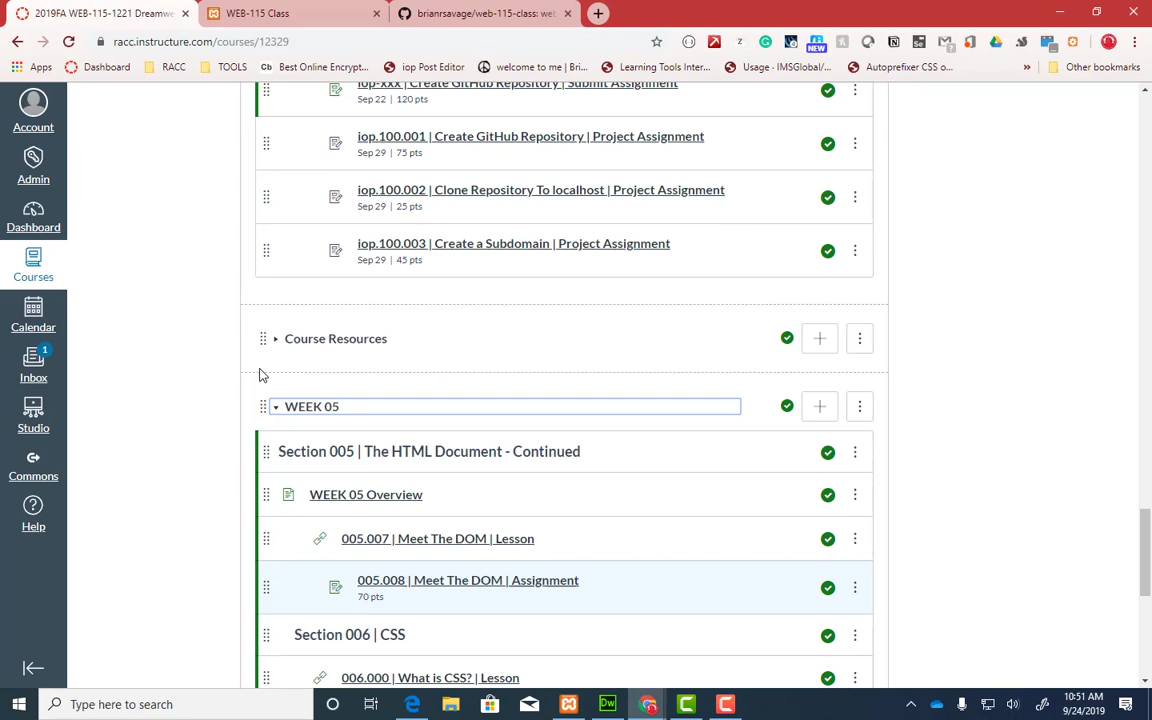 2019FA WEB-115-1221 Dreamwe
WEB-115 Class
brianrsavage/web-115-class: web
racc.instructure.com/courses/12329
NEW
Apps
Dashboard
RACC
TOOLS
Cb
Best Online Encrypt...
iop Post Editor
welcome to me | Bri...
Learning Tools Inter...
Usage - IMSGlobal/...
Autoprefixer CSS o...
»
Other bookmarks
Account
Admin
Dashboard
Courses
Calendar
1
Inbox
Studio
Commons
Help
iop-xxx | Create GitHub Repository | Submit Assignment
Sep 22 | 120 pts
iop.100.001 | Create GitHub Repository | Project Assignment
Sep 29 | 75 pts
iop.100.002 | Clone Repository To localhost | Project Assignment
Sep 29 | 25 pts
iop.100.003 | Create a Subdomain | Project Assignment
Sep 29 | 45 pts
Course Resources
WEEK 05
Section 005 | The HTML Document - Continued
WEEK 05 Overview
005.007 | Meet The DOM | Lesson
005.008 | Meet The DOM | Assignment
70 pts
Section 006 | CSS
006.000 | What is CSS? | Lesson
Type here to search
Dw
10:51 AM
9/24/2019